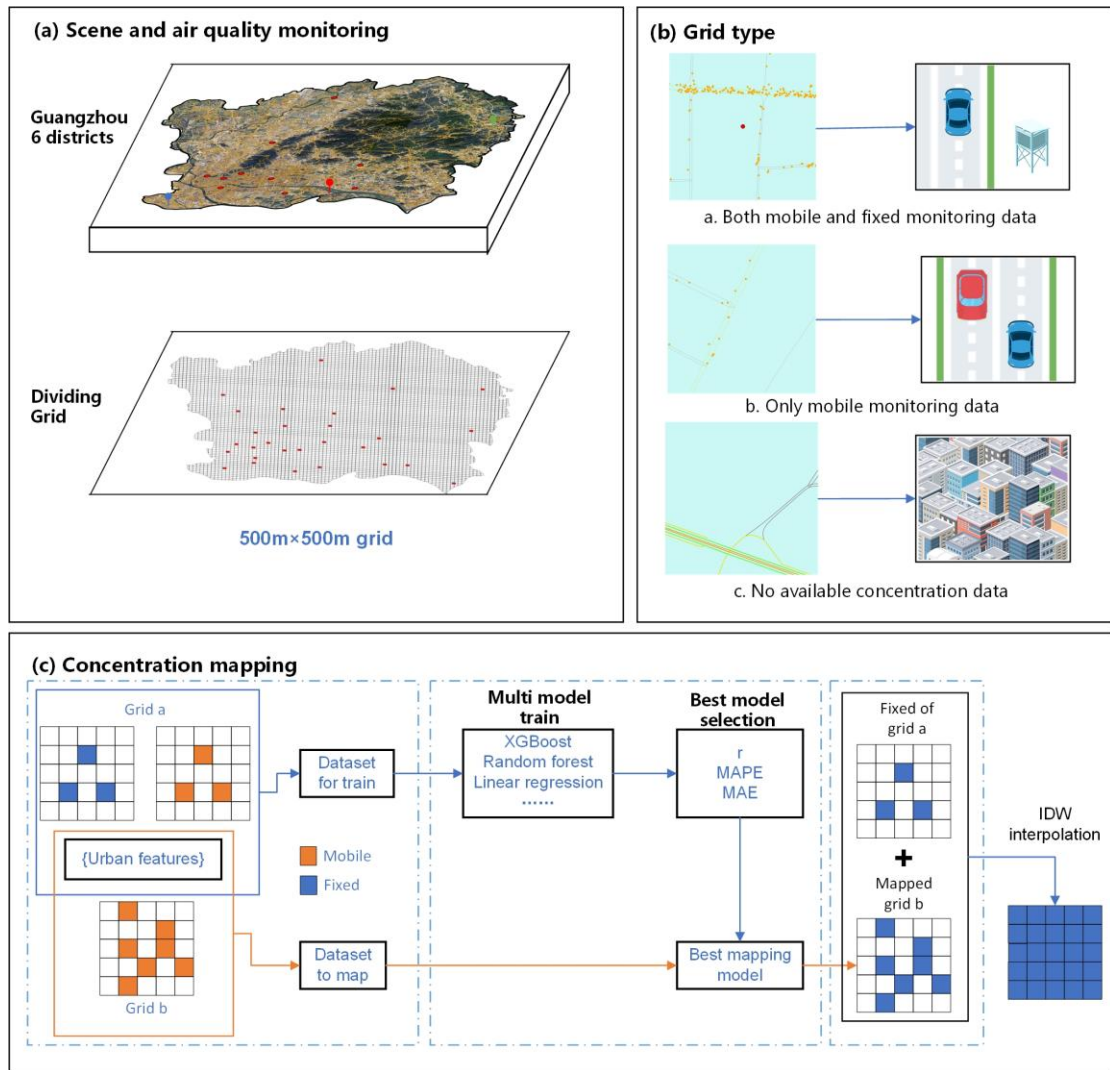 (a) Scene and air quality monitoring
Guangzhou
6 districts
Dividing
Grid
500m×500m grid
(b) Grid type
a. Both mobile and fixed monitoring data
b. Only mobile monitoring data
c. No available concentration data
(c) Concentration mapping
Grid a
{Urban features}
Grid b
Dataset
for train
Mobile
Fixed
Dataset
to map
Multi model
train
XGBoost
Random forest
Linear regression
......
Best model
selection
r
MAPE
MAE
Best mapping
model
Fixed of
grid a
+
Mapped
grid b
IDW
interpolation